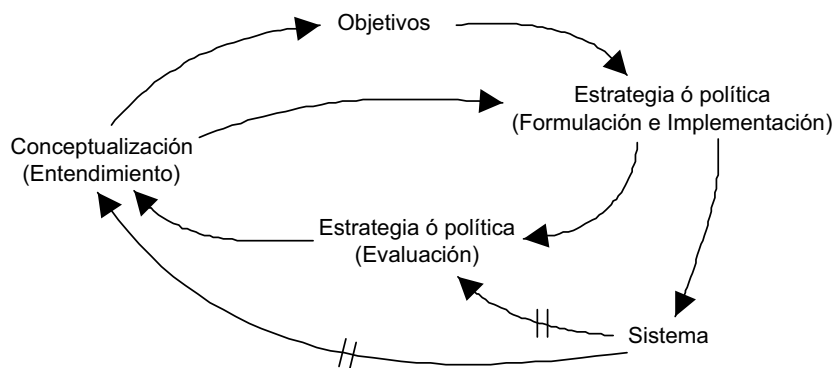 Objetivos
Estrategia ó política
(Formulación e Implementación)
Conceptualización
(Entendimiento)
Estrategia ó política
(Evaluación)
Sistema